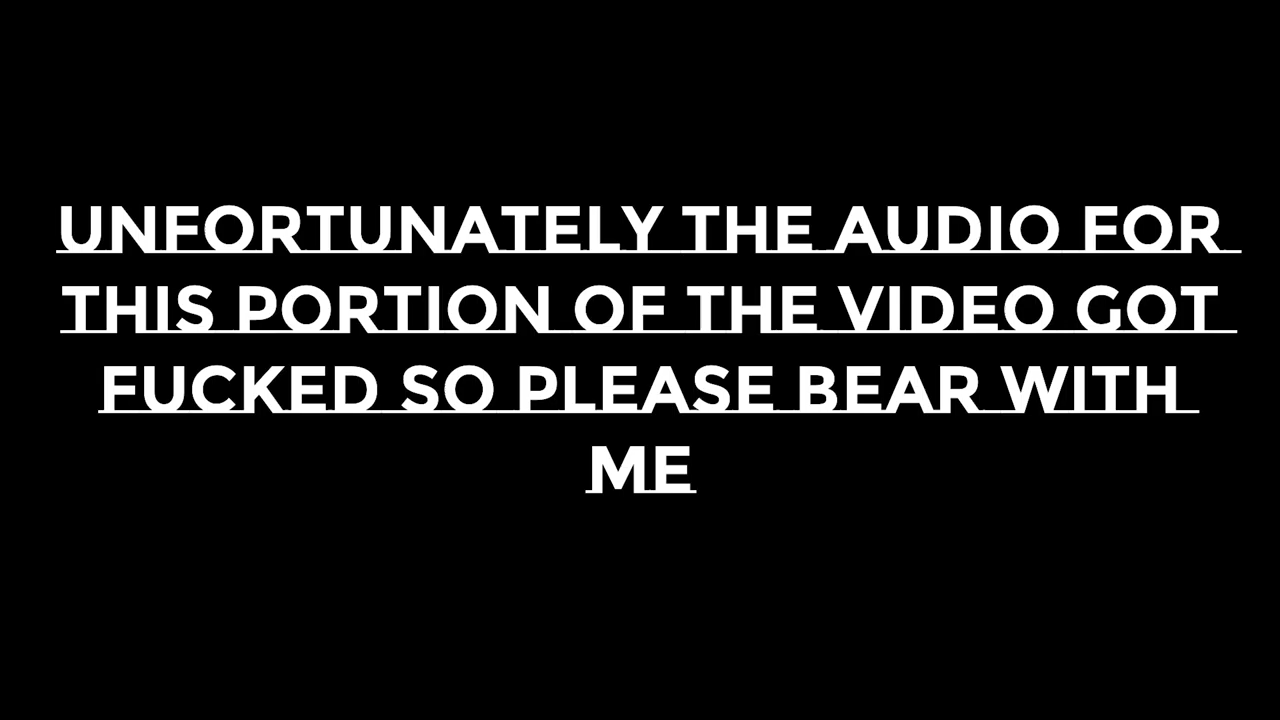 UNFORTUNATELY THE AUDIO FOR
THIS PORTION OF THE VIDEO GOT
FUCKED SO PLEASE BEAR WITH
ME